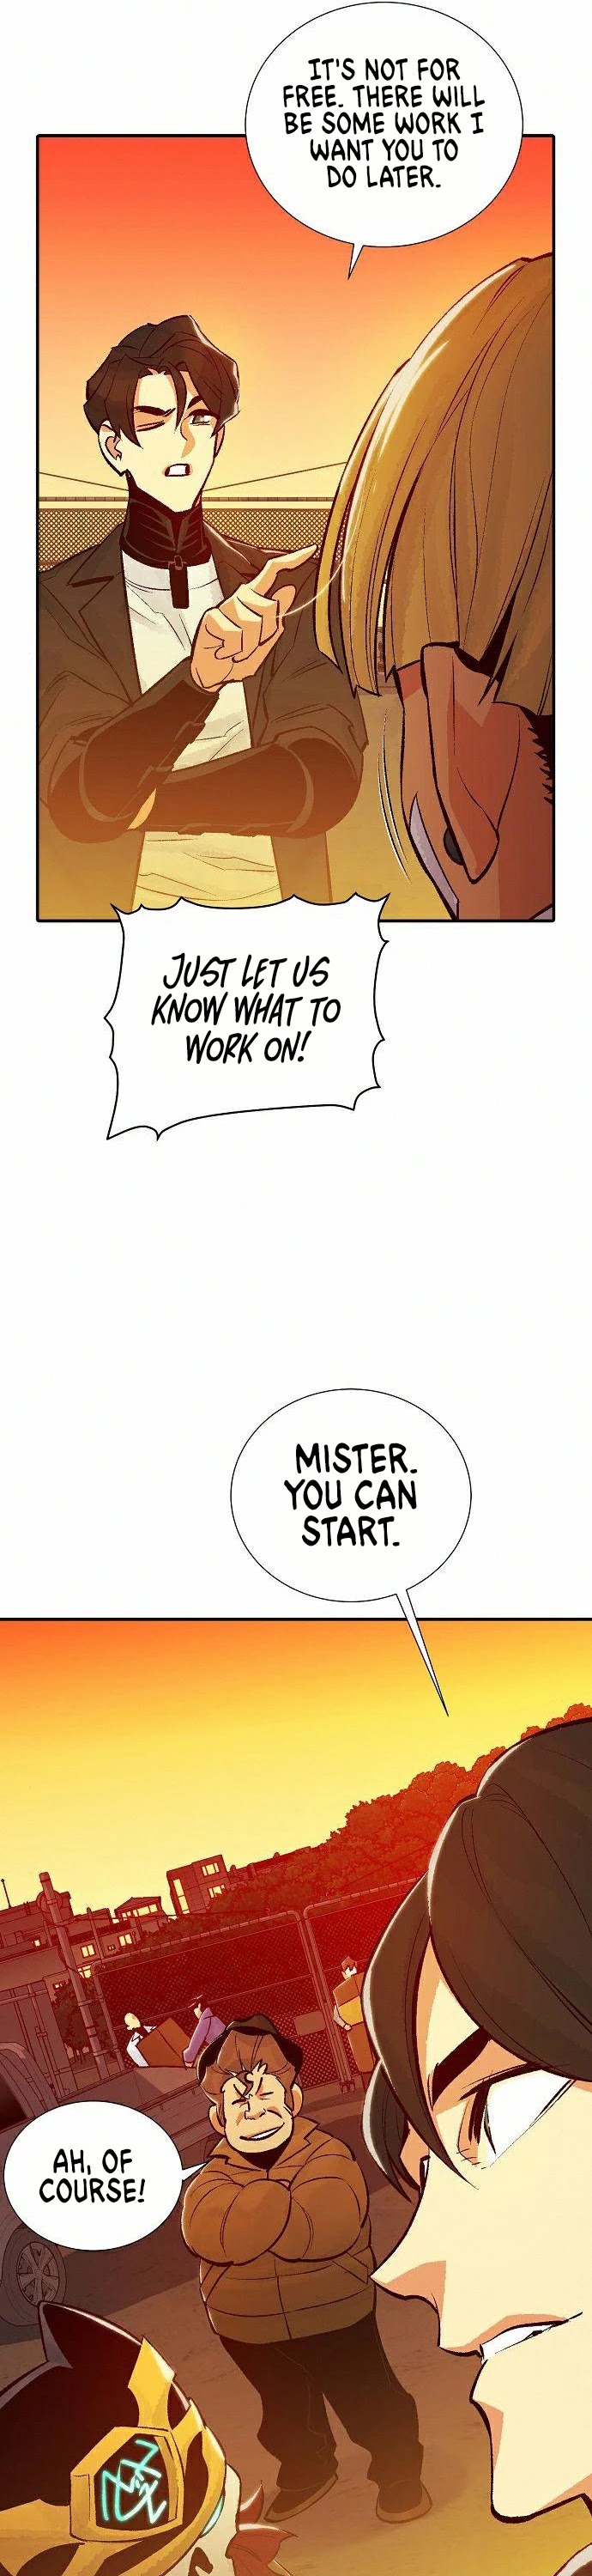 IT'S NOT FOR
FREE. THERE WILL
BE SOME WORK I
WANT YOU TO
DO LATER.
JUST LET US
KNOW WHAT TO
WORK ON!
MISTER.
YOU CAN
START.
AH, OF
COURSE!